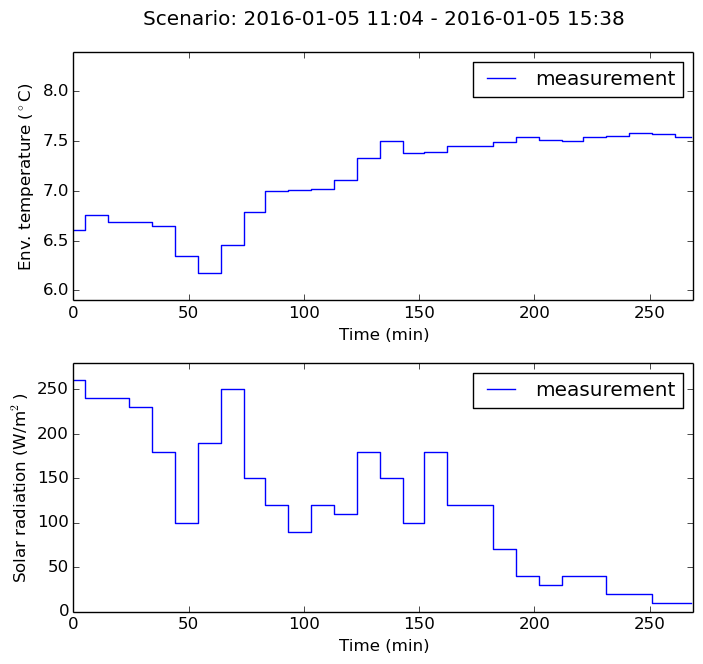 Scenario: 2016-01-05 11:04 - 2016-01-05 15:38
Env. temperature (°C)
8.0
7.5
7.0
6.5
6.0
measurement
0 50 100 150 200 250
Time (min)
Solar radiation (W/m²)
250
200
150
100
50
0
measurement
0 50 100 150 200 250
Time (min)